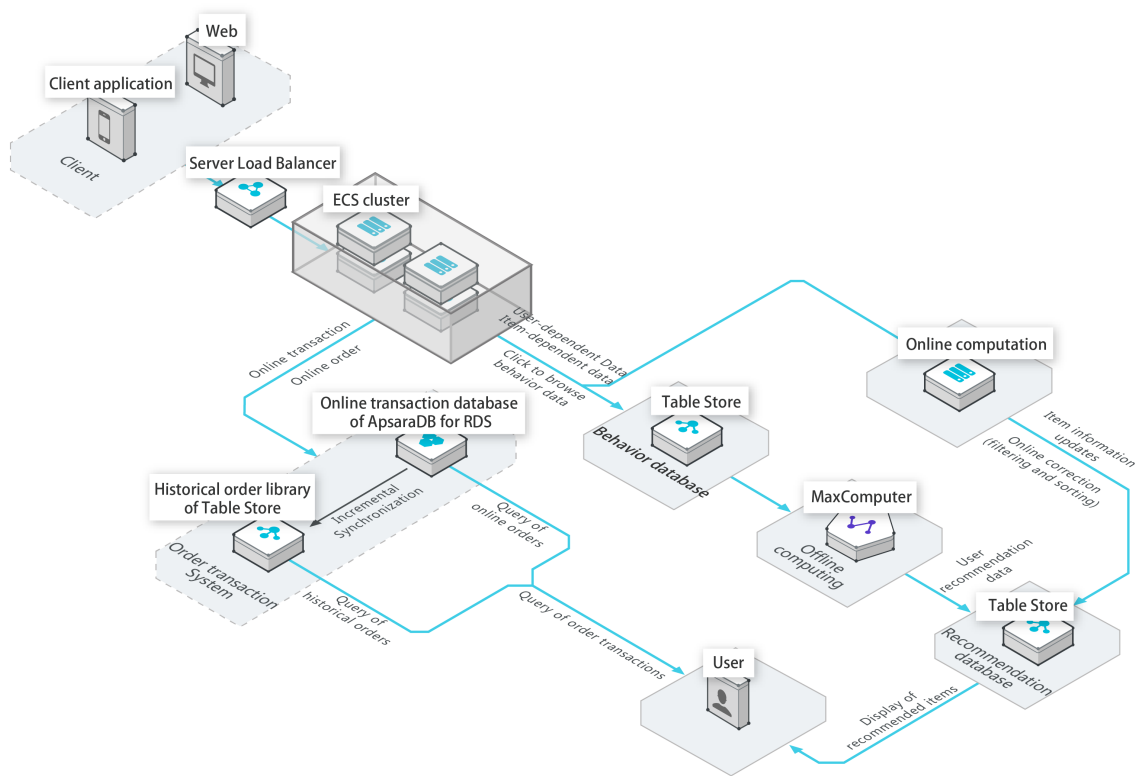 Web
Client application
Client
Server Load Balancer
ECS cluster
User-dependent Data
Item-dependent data
Click to browse
behavior data
Online transaction
Online order
Online computation
Online transaction database
of ApsaraDB for RDS
Table Store
Behavior database
Item information
updates
Online correction
(filtering and sorting)
Historical order library
of Table Store
Incremental
Synchronization
Order transaction
System
Query of
online orders
MaxComputer
Offline
computing
User
recommendation
data
Query of
historical orders
Query of order transactions
Table Store
Recommendation
database
User
Display of
recommended items